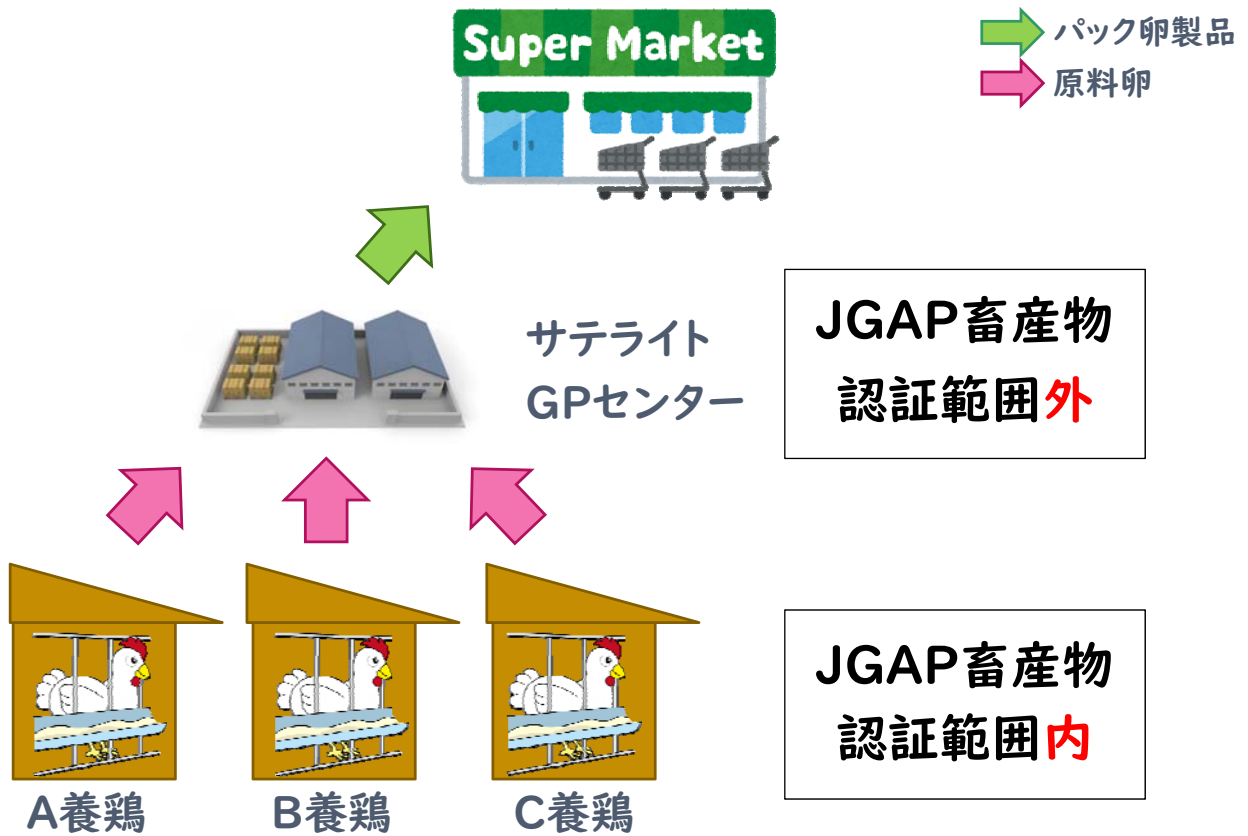 Super Market
パック卵製品
原料卵
サテライト
GPセンター
JGAP畜産物
認証範囲外
JGAP畜産物
認証範囲内
A養鶏
B養鶏
C養鶏